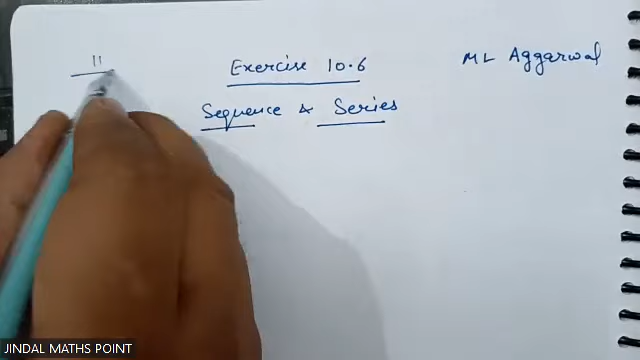 11
Exercise 10.6
ML Aggarwal
Sequence & Series
JINDAL MATHS POINT